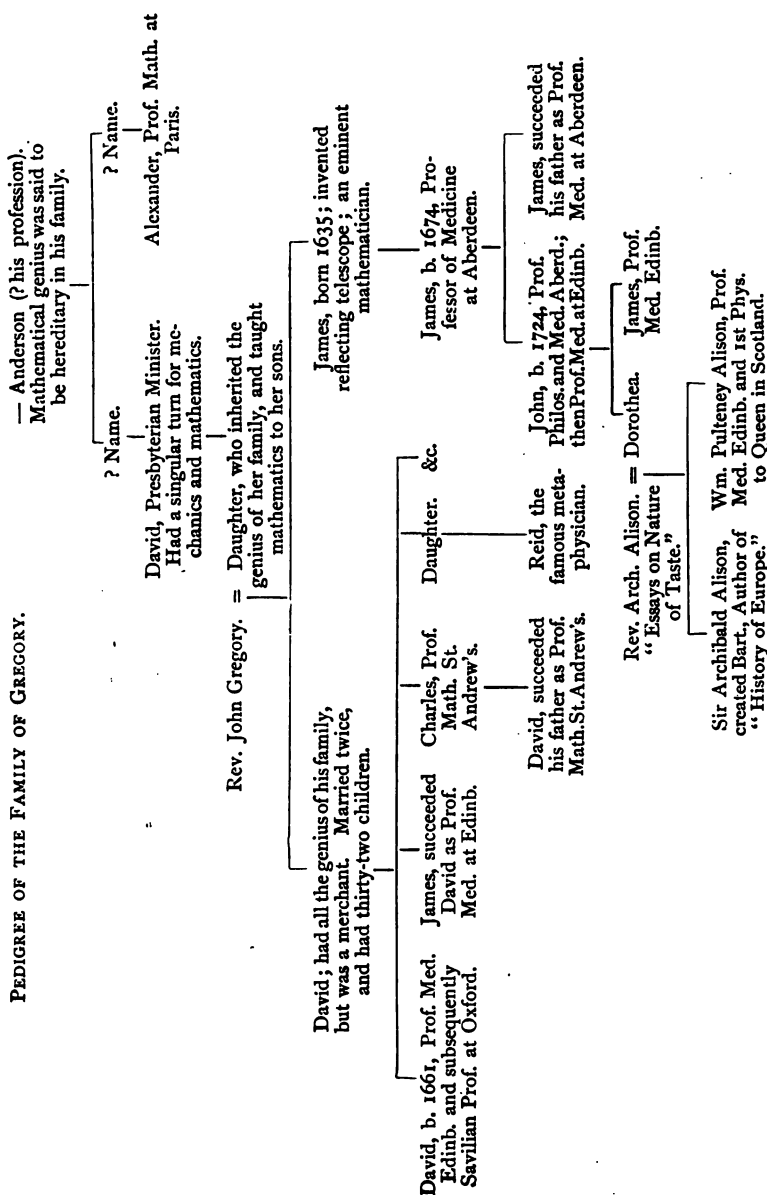 PEDIGREE OF THE FAMILY OF GREGORY.
— Anderson (? his profession).
Mathematical genius was said to
be hereditary in his family.
? Name.
? Name.
David, Presbyterian Minister.
Had a singular turn for me-
chanics and mathematics.
Alexander, Prof. Math. at
Paris.
Rev. John Gregory. = Daughter, who inherited the
genius of her family, and taught
mathematics to her sons.
David; had all the genius of his family,
but was a merchant. Married twice,
and had thirty-two children.
James, born 1635; invented
reflecting telescope; an eminent
mathematician.
David, b. 1661, Prof. Med.
Edinb. and subsequently
Savilian Prof. at Oxford.
James, succeeded
David as Prof.
Med. at Edinb.
Charles, Prof.
Math. St.
Andrew's.
Daughter. &c.
James, b. 1674, Pro-
fessor of Medicine
at Aberdeen.
David, succeeded
his father as Prof.
Math. St. Andrew's.
Reid, the
famous meta-
physician.
John, b. 1724, Prof.
Philos. and Med. Aberd.;
then Prof. Med. at Edinb.
James, succeeded
his father as Prof.
Med. at Aberdeen.
Rev. Arch. Alison. = Dorothea.
"Essays on Nature
of Taste."
James, Prof.
Med. Edinb.
Sir Archibald Alison,
created Bart., Author of
"History of Europe."
Wm. Pulteney Alison, Prof.
Med. Edinb. and 1st Phys.
to Queen in Scotland.